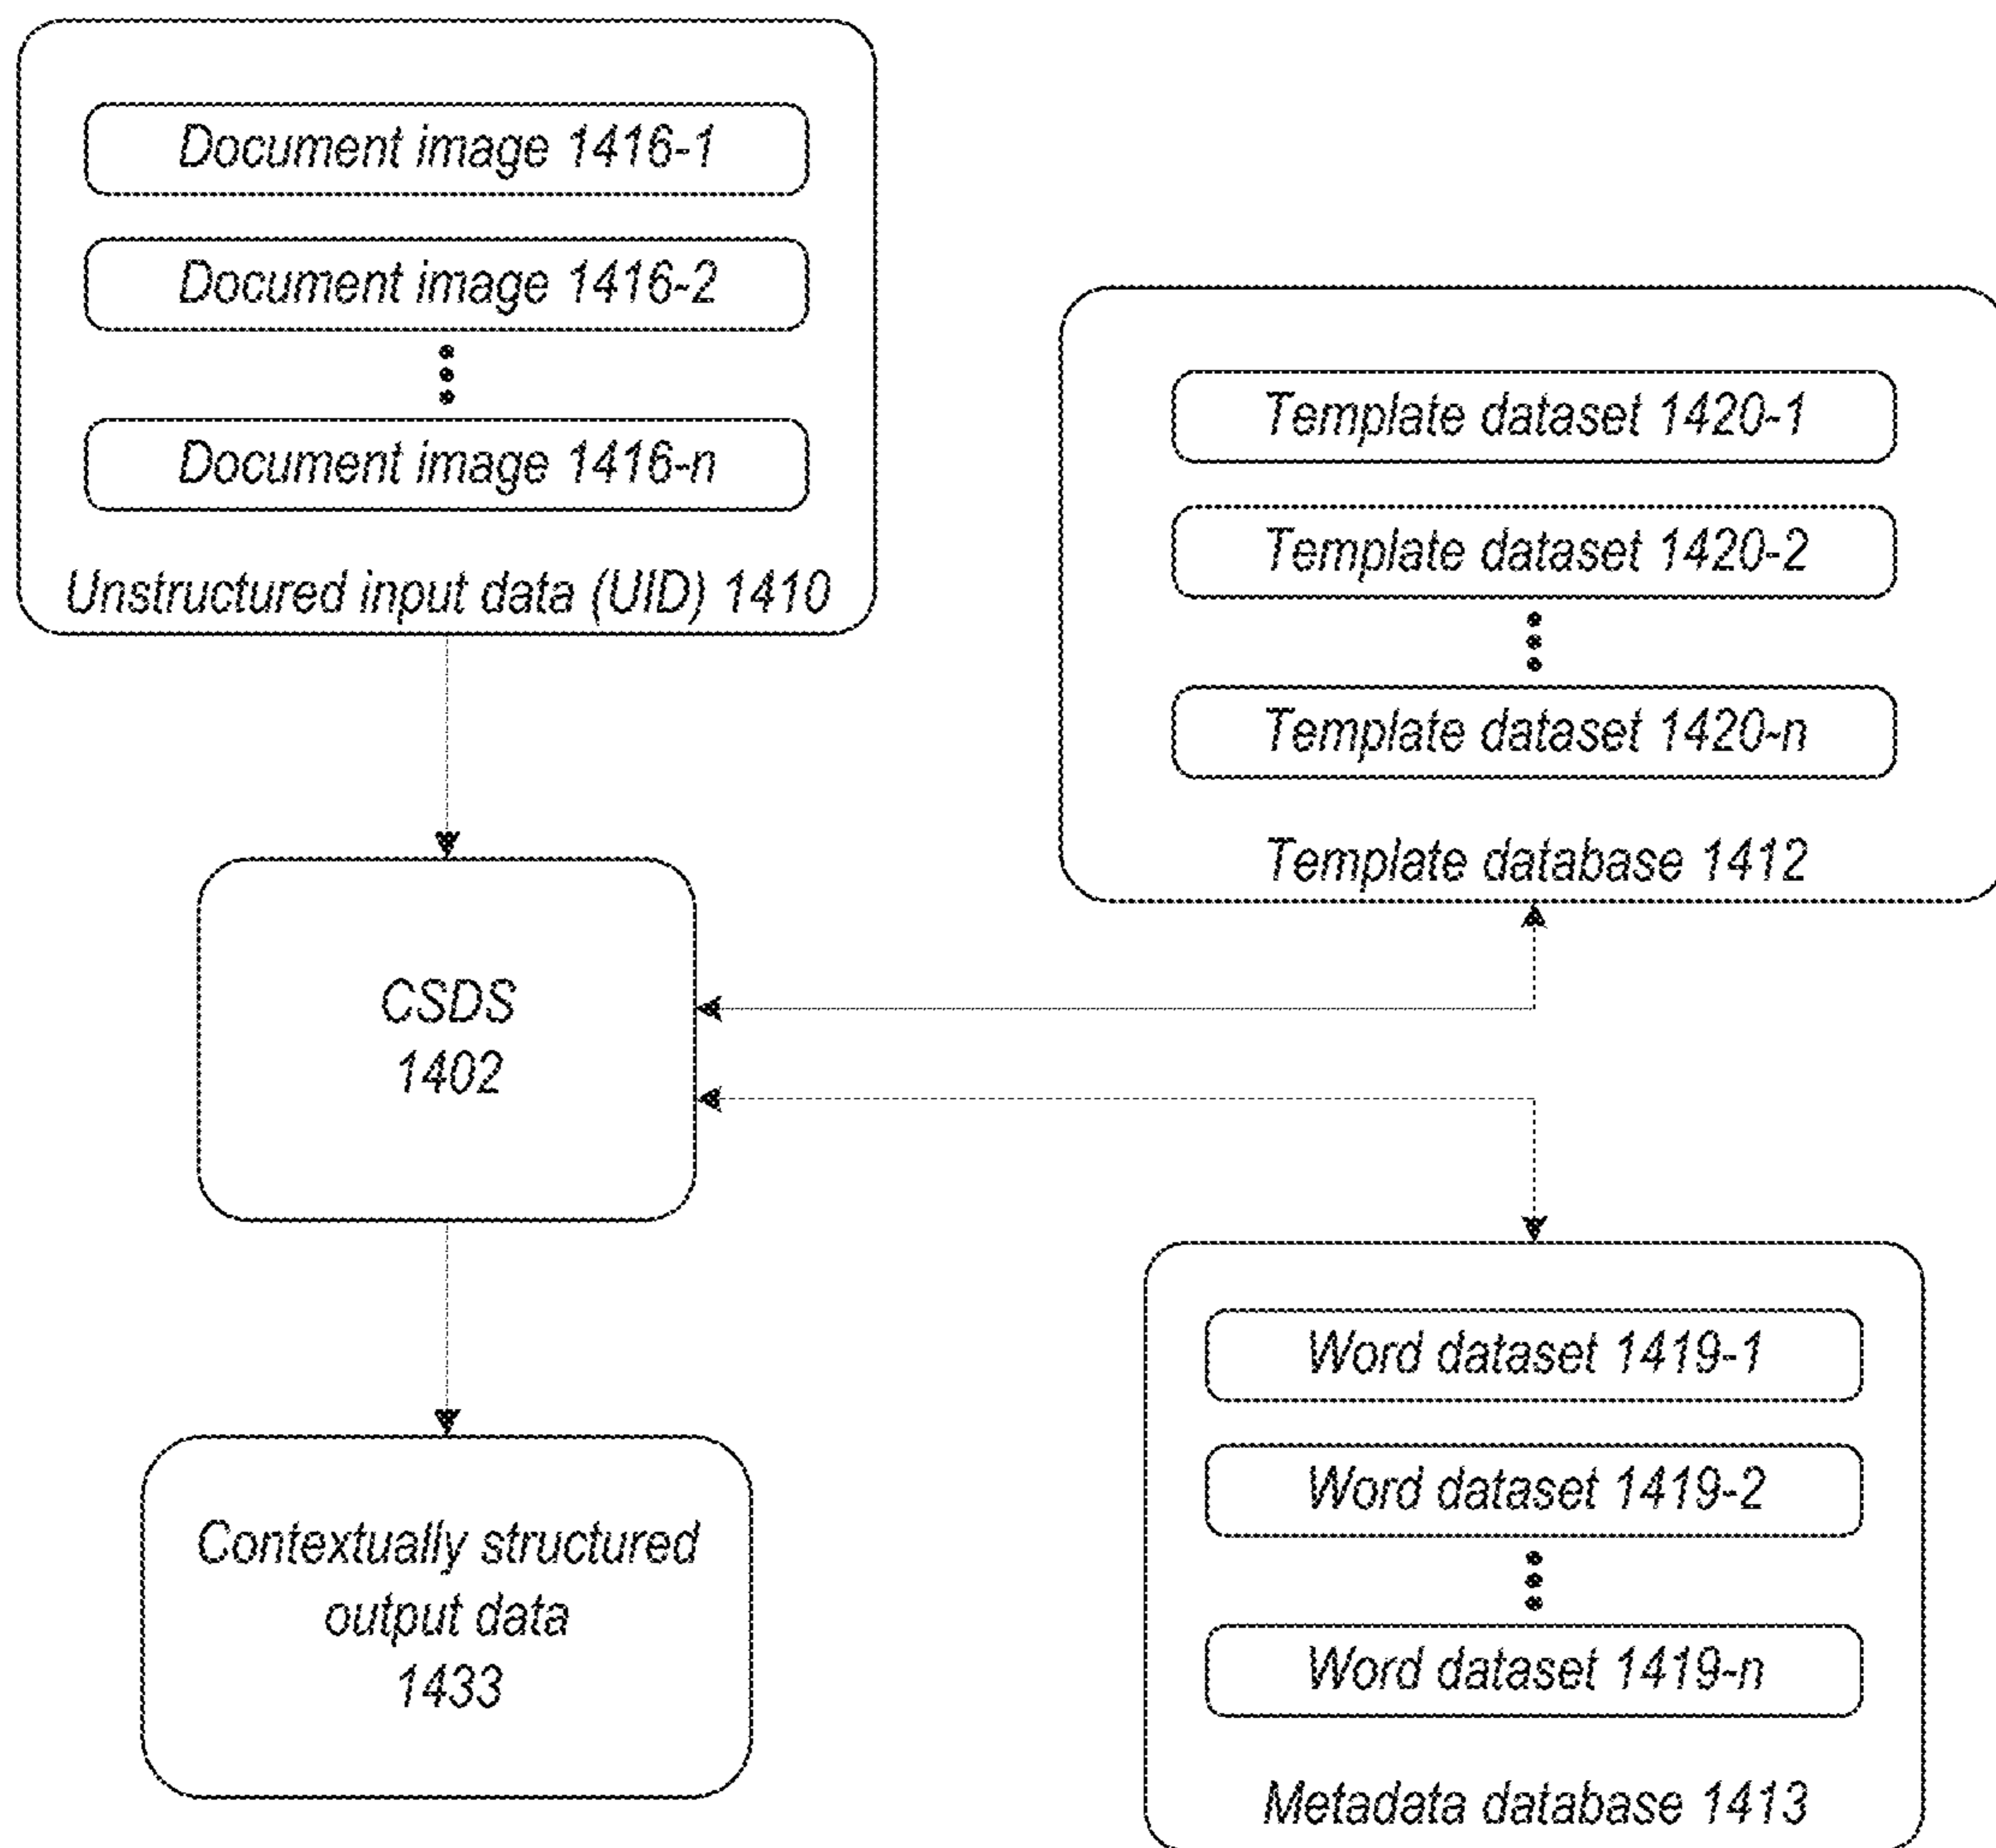 Document image 1416-1
Document image 1416-2
Document image 1416-n
Unstructured input data (UID) 1410
Template dataset 1420-1
Template dataset 1420-2
Template dataset 1420-n
Template database 1412
CSDS
1402
Contextually structured
output data
1433
Word dataset 1419-1
Word dataset 1419-2
Word dataset 1419-n
Metadata database 1413